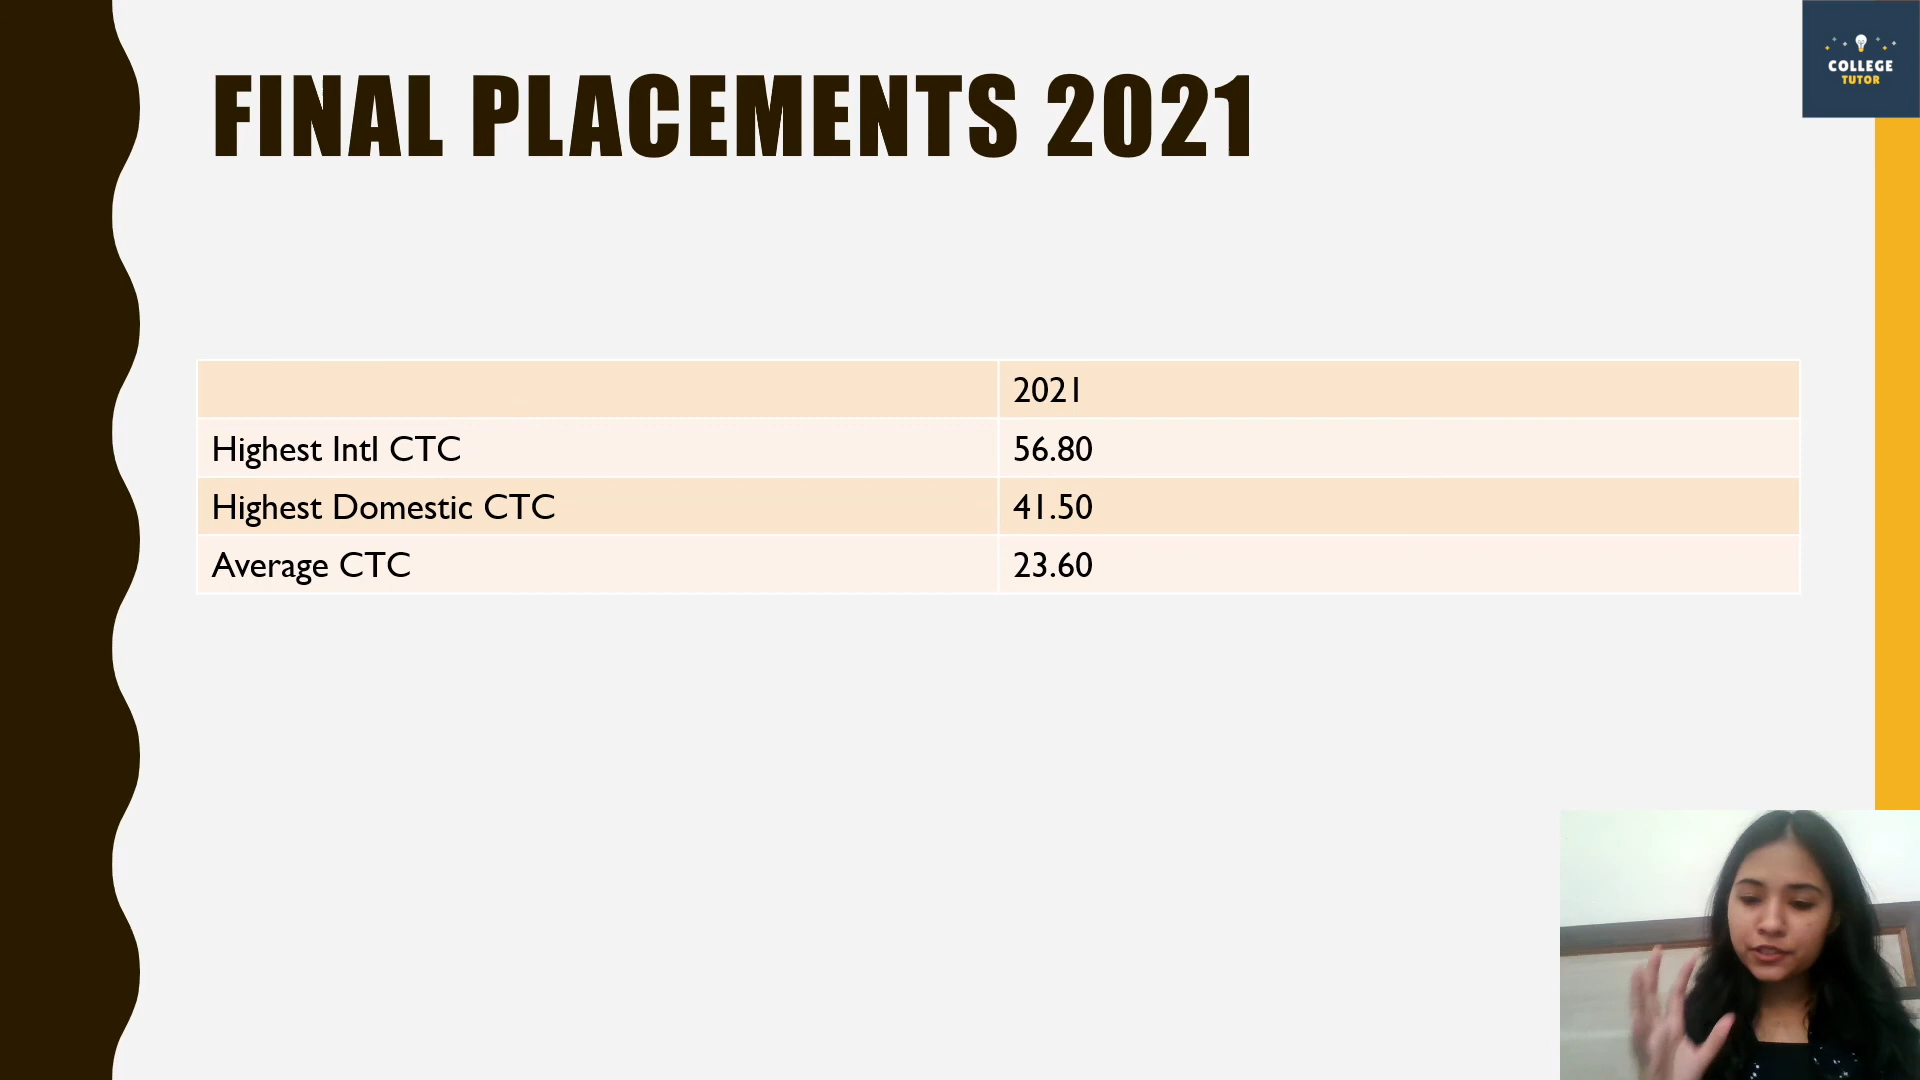 FINAL PLACEMENTS 2021
COLLEGE
TUTOR
2021
Highest Intl CTC 56.80
Highest Domestic CTC 41.50
Average CTC 23.60